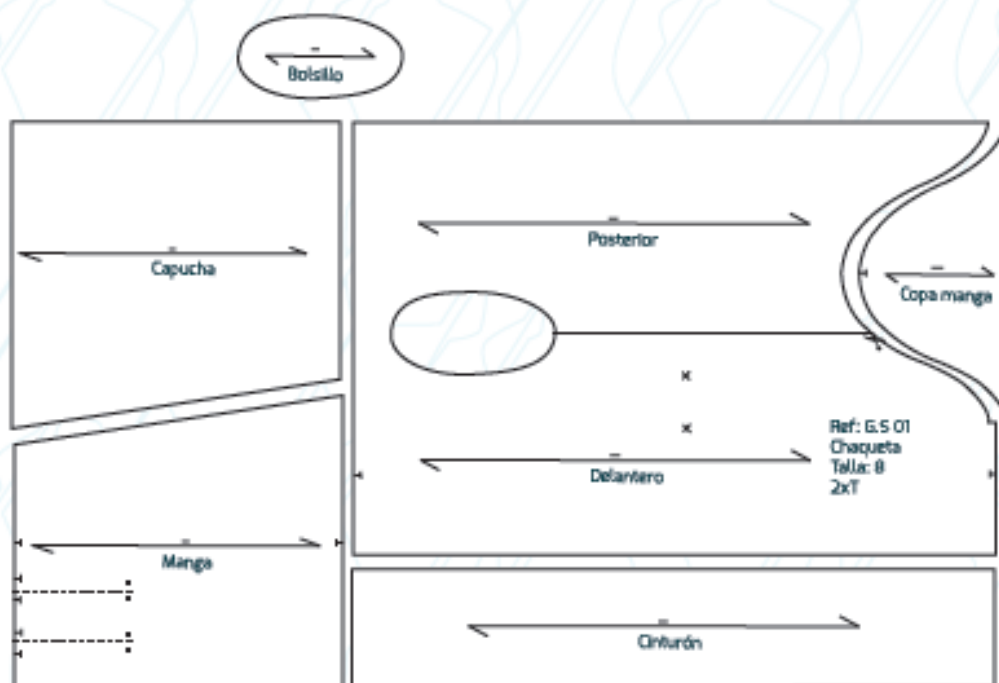 Bolsillo
Capucha
Posterior
Copa manga
Ref: G.S 01
Chaqueta
Talla: 8
2xT
Delantero
Manga
Cinturón